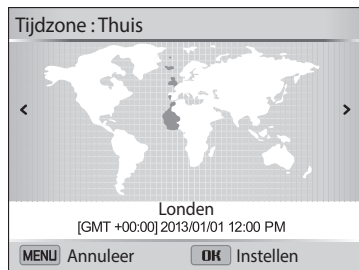 Tijdzone : Thuis
Londen
[GMT +00:00] 2013/01/01 12:00 PM
MENU Annuleer OK Instellen